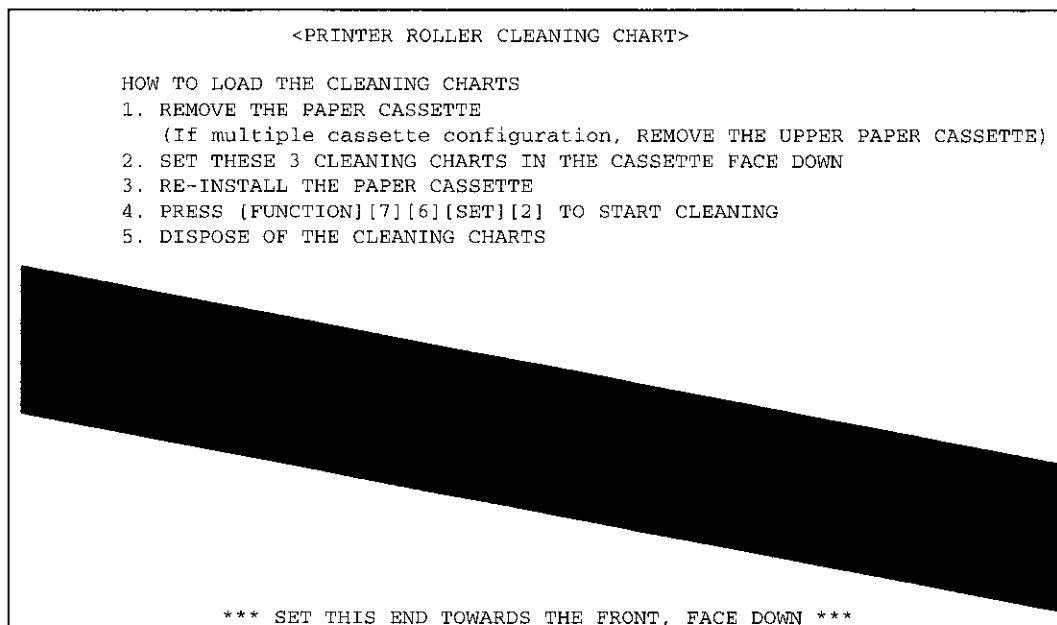 <PRINTER ROLLER CLEANING CHART>
HOW TO LOAD THE CLEANING CHARTS
1. REMOVE THE PAPER CASSETTE
(If multiple cassette configuration, REMOVE THE UPPER PAPER CASSETTE)
2. SET THESE 3 CLEANING CHARTS IN THE CASSETTE FACE DOWN
3. RE-INSTALL THE PAPER CASSETTE
4. PRESS [FUNCTION][7][6][SET][2] TO START CLEANING
5. DISPOSE OF THE CLEANING CHARTS
*** SET THIS END TOWARDS THE FRONT, FACE DOWN ***